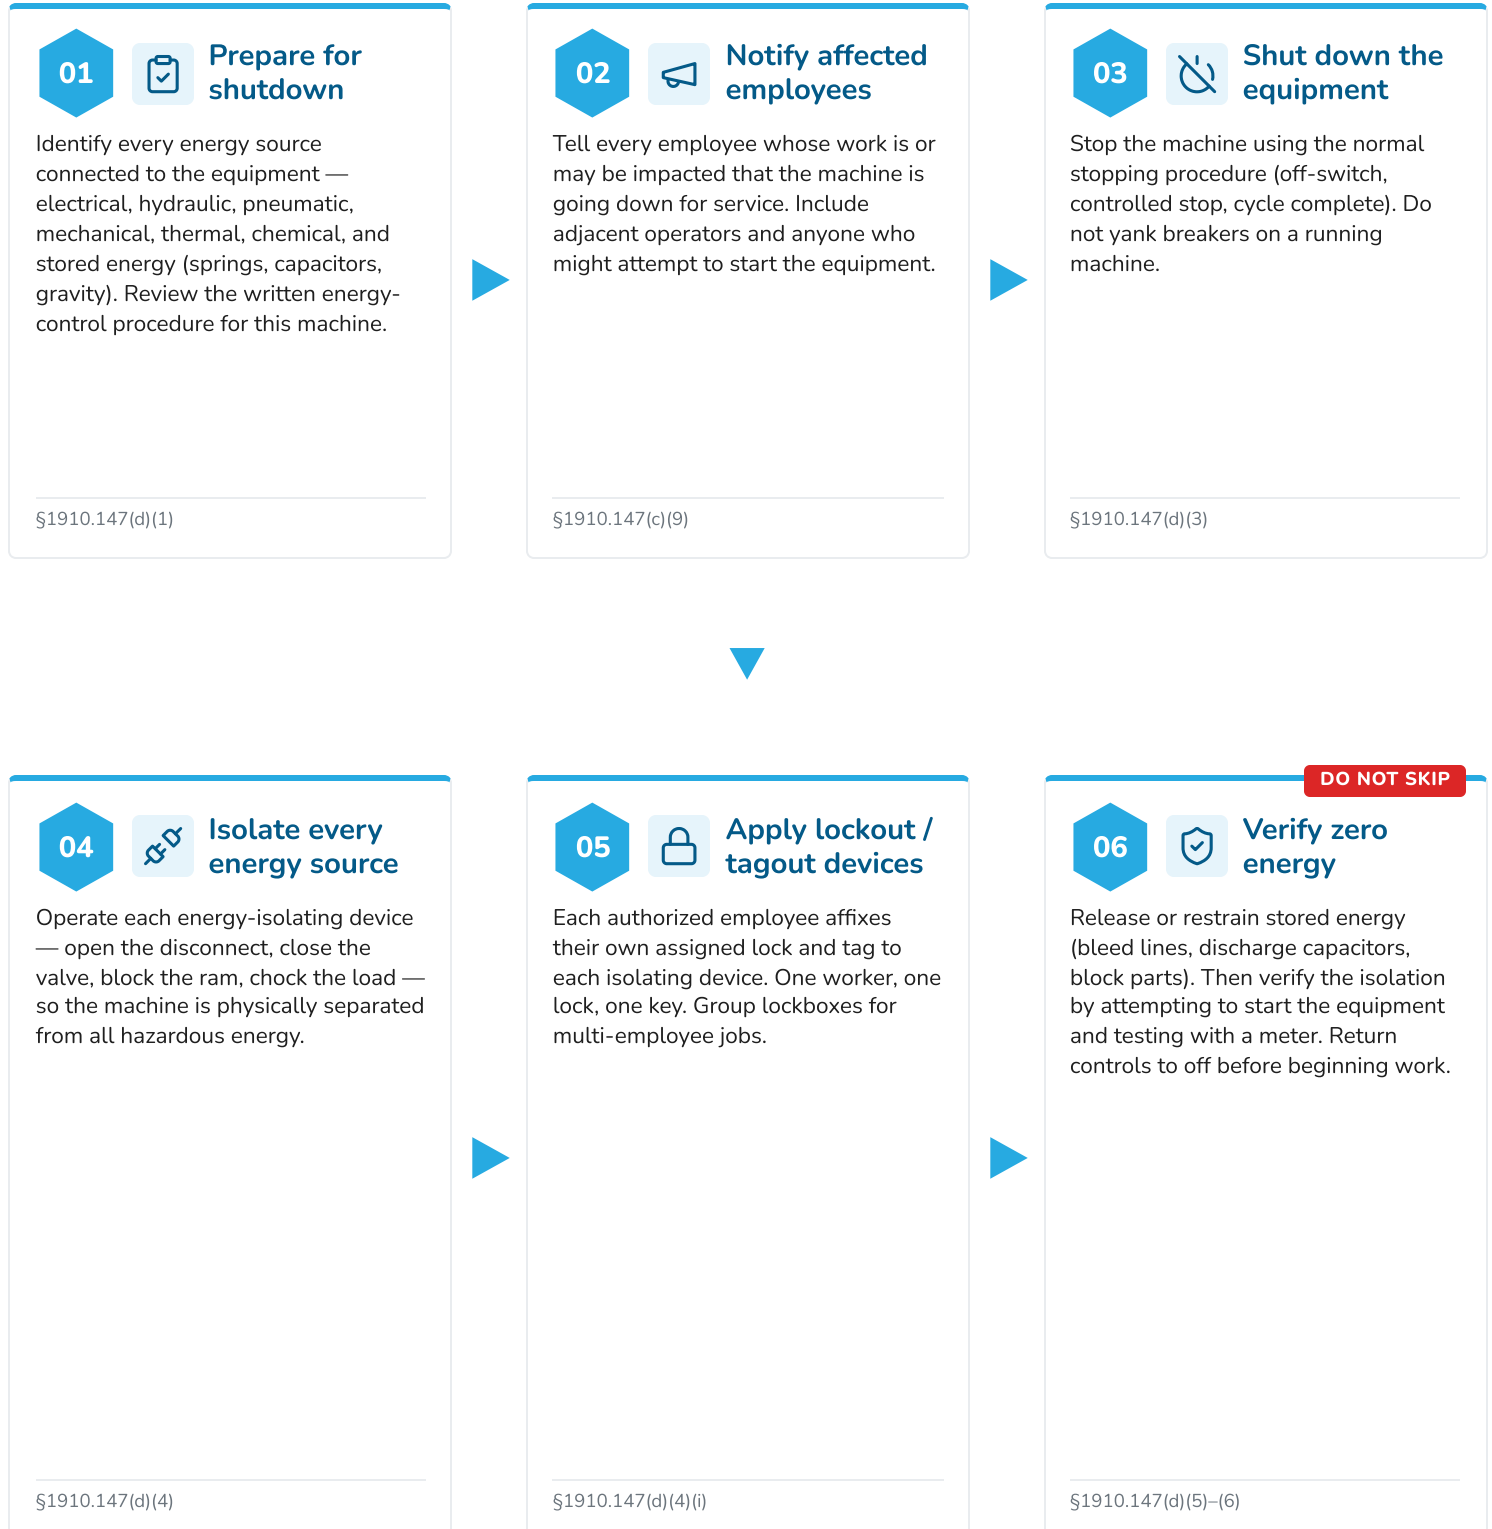 01
Prepare for
shutdown
Identify every energy source
connected to the equipment —
electrical, hydraulic, pneumatic,
mechanical, thermal, chemical, and
stored energy (springs, capacitors,
gravity). Review the written energy-
control procedure for this machine.
§1910.147(d)(1)
02
Notify affected
employees
Tell every employee whose work is or
may be impacted that the machine is
going down for service. Include
adjacent operators and anyone who
might attempt to start the equipment.
§1910.147(c)(9)
03
Shut down the
equipment
Stop the machine using the normal
stopping procedure (off-switch,
controlled stop, cycle complete). Do
not yank breakers on a running
machine.
§1910.147(d)(3)
04
Isolate every
energy source
Operate each energy-isolating device
— open the disconnect, close the
valve, block the ram, chock the load —
so the machine is physically separated
from all hazardous energy.
§1910.147(d)(4)
05
Apply lockout /
tagout devices
Each authorized employee affixes
their own assigned lock and tag to
each isolating device. One worker, one
lock, one key. Group lockboxes for
multi-employee jobs.
§1910.147(d)(4)(i)
DO NOT SKIP
06
Verify zero
energy
Release or restrain stored energy
(bleed lines, discharge capacitors,
block parts). Then verify the isolation
by attempting to start the equipment
and testing with a meter. Return
controls to off before beginning work.
§1910.147(d)(5)–(6)